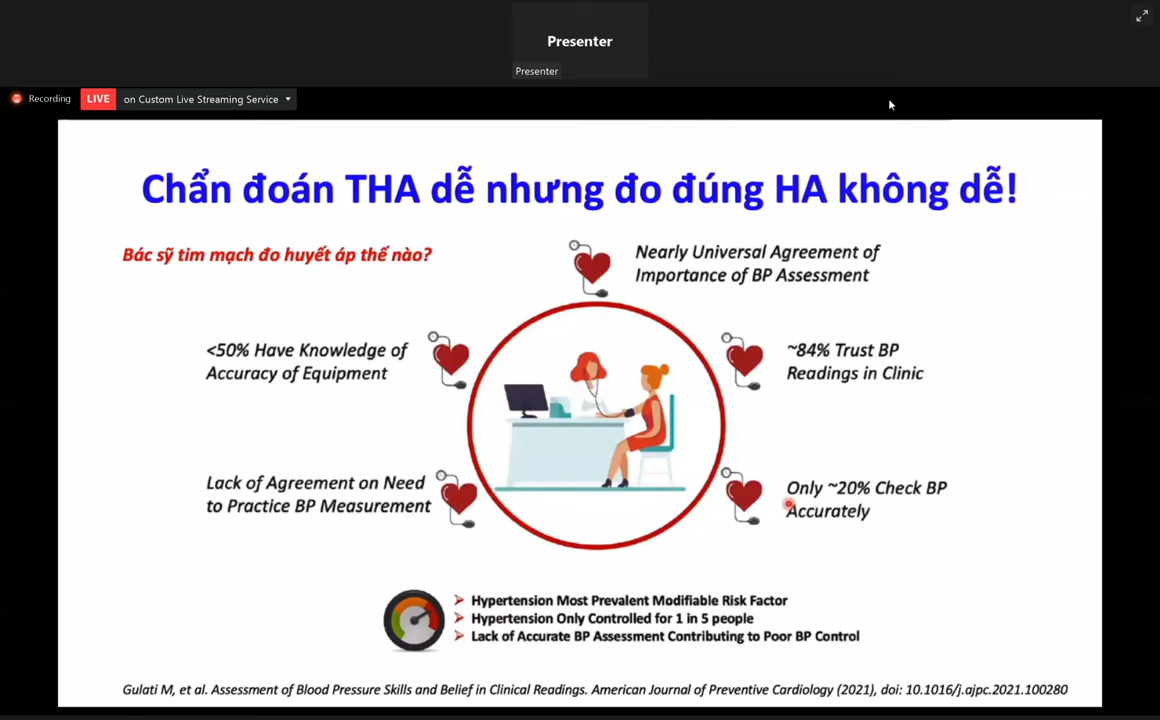 Presenter
Presenter
Recording
LIVE on Custom Live Streaming Service
Chẩn đoán THA dễ nhưng đo đúng HA không dễ!
Bác sỹ tim mạch đo huyết áp thế nào?
Nearly Universal Agreement of
Importance of BP Assessment
<50% Have Knowledge of
Accuracy of Equipment
~84% Trust BP
Readings in Clinic
Lack of Agreement on Need
to Practice BP Measurement
Only ~20% Check BP
Accurately
Hypertension Most Prevalent Modifiable Risk Factor
Hypertension Only Controlled for 1 in 5 people
Lack of Accurate BP Assessment Contributing to Poor BP Control
Gulati M, et al. Assessment of Blood Pressure Skills and Belief in Clinical Readings. American Journal of Preventive Cardiology (2021), doi: 10.1016/j.ajpc.2021.100280